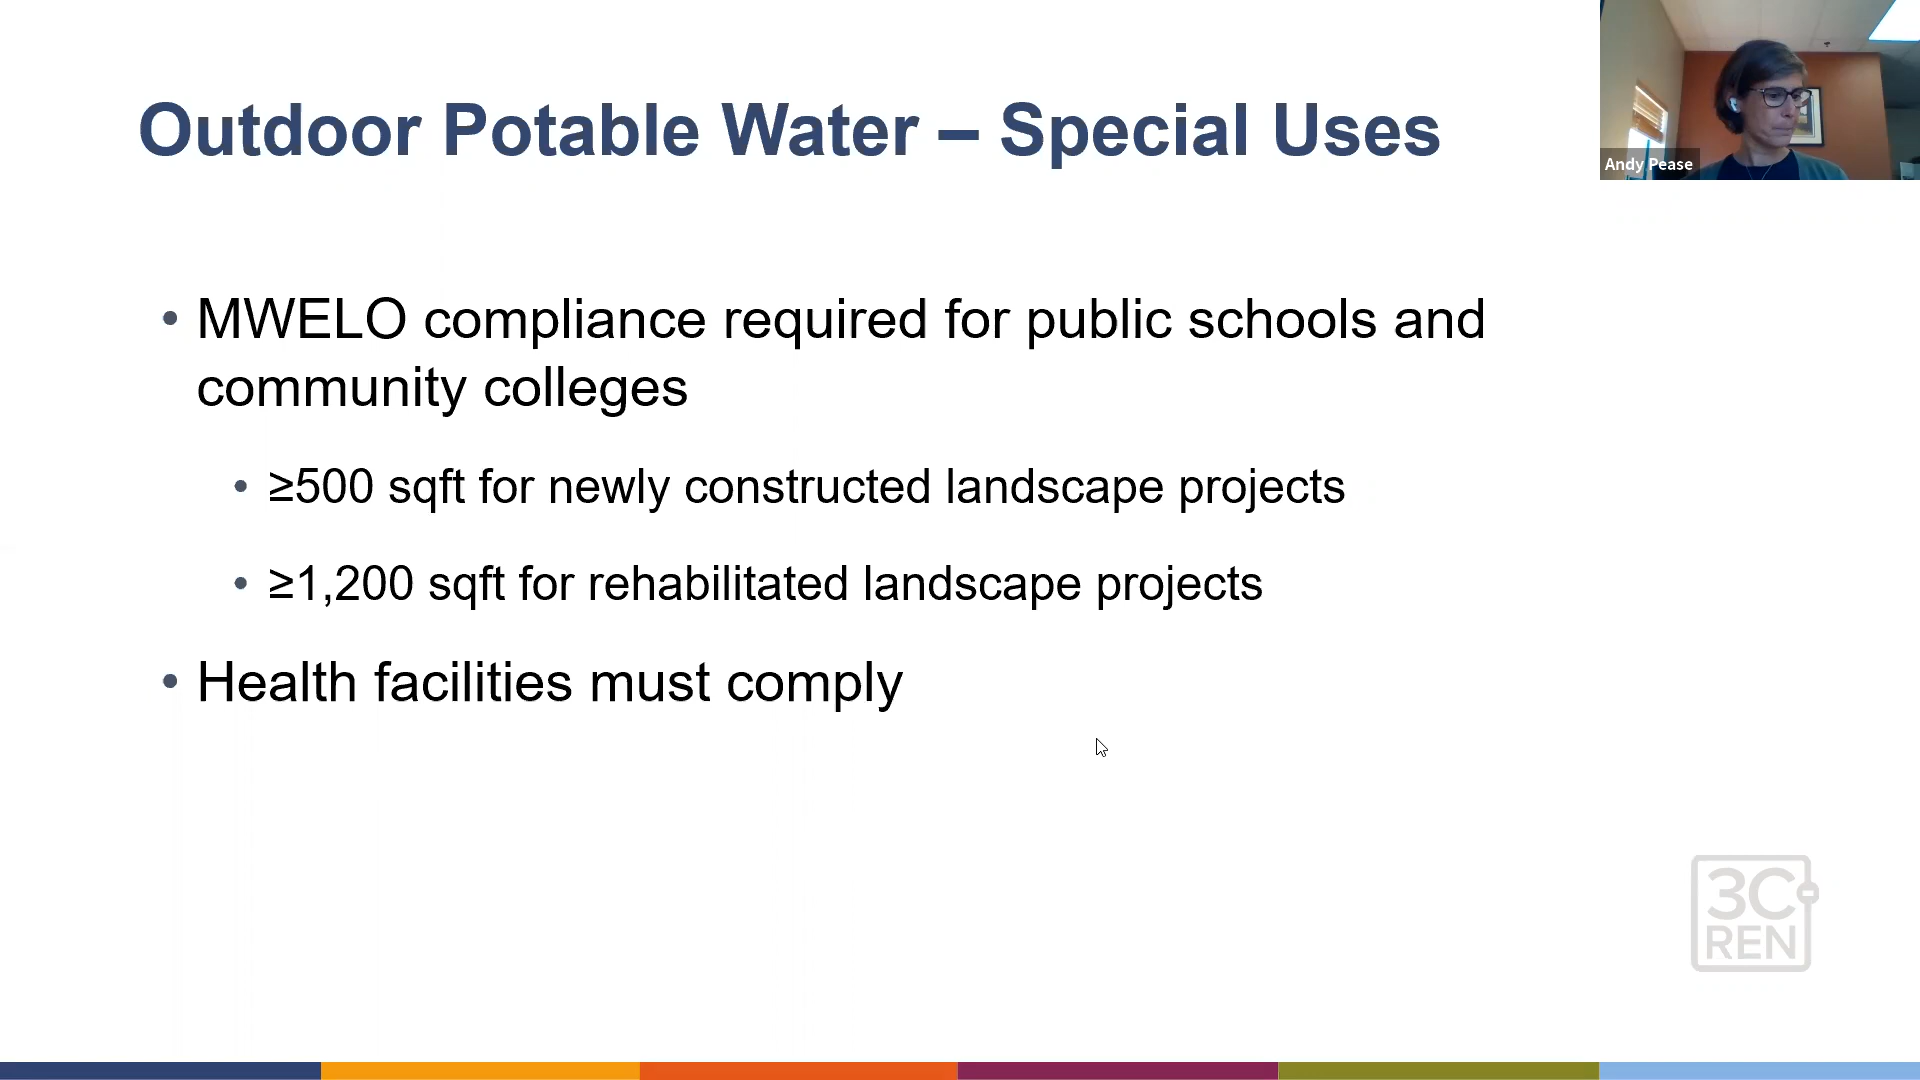 Outdoor Potable Water – Special Uses
Andy Pease
• MWELO compliance required for public schools and
community colleges
• ≥500 sqft for newly constructed landscape projects
• ≥1,200 sqft for rehabilitated landscape projects
• Health facilities must comply
3C-
REN